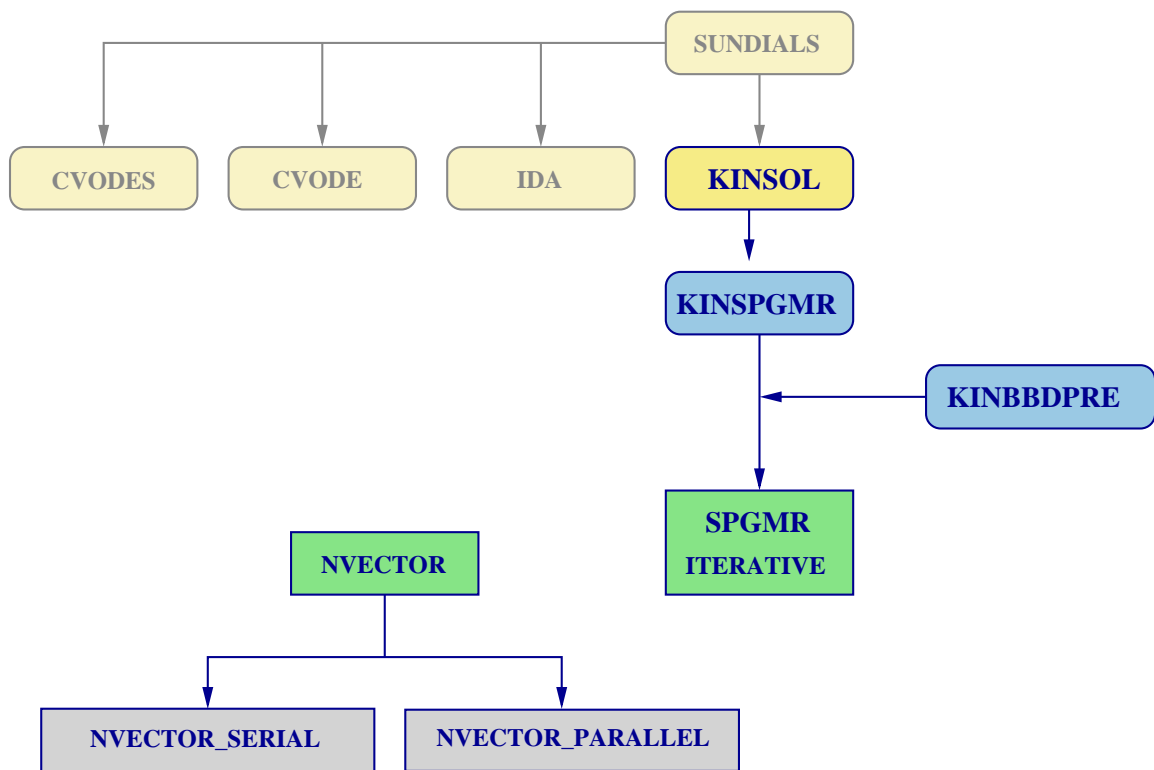 SUNDIALS
CVODES
CVODE
IDA
KINSOL
KINSPGMR
KINBBDPRE
SPGMR
ITERATIVE
NVECTOR
NVECTOR_SERIAL
NVECTOR_PARALLEL